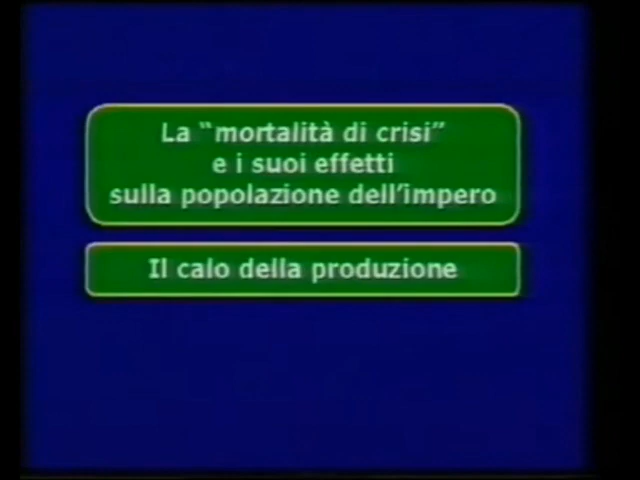 La “mortalità di crisi”
e i suoi effetti
sulla popolazione dell’impero
Il calo della produzione